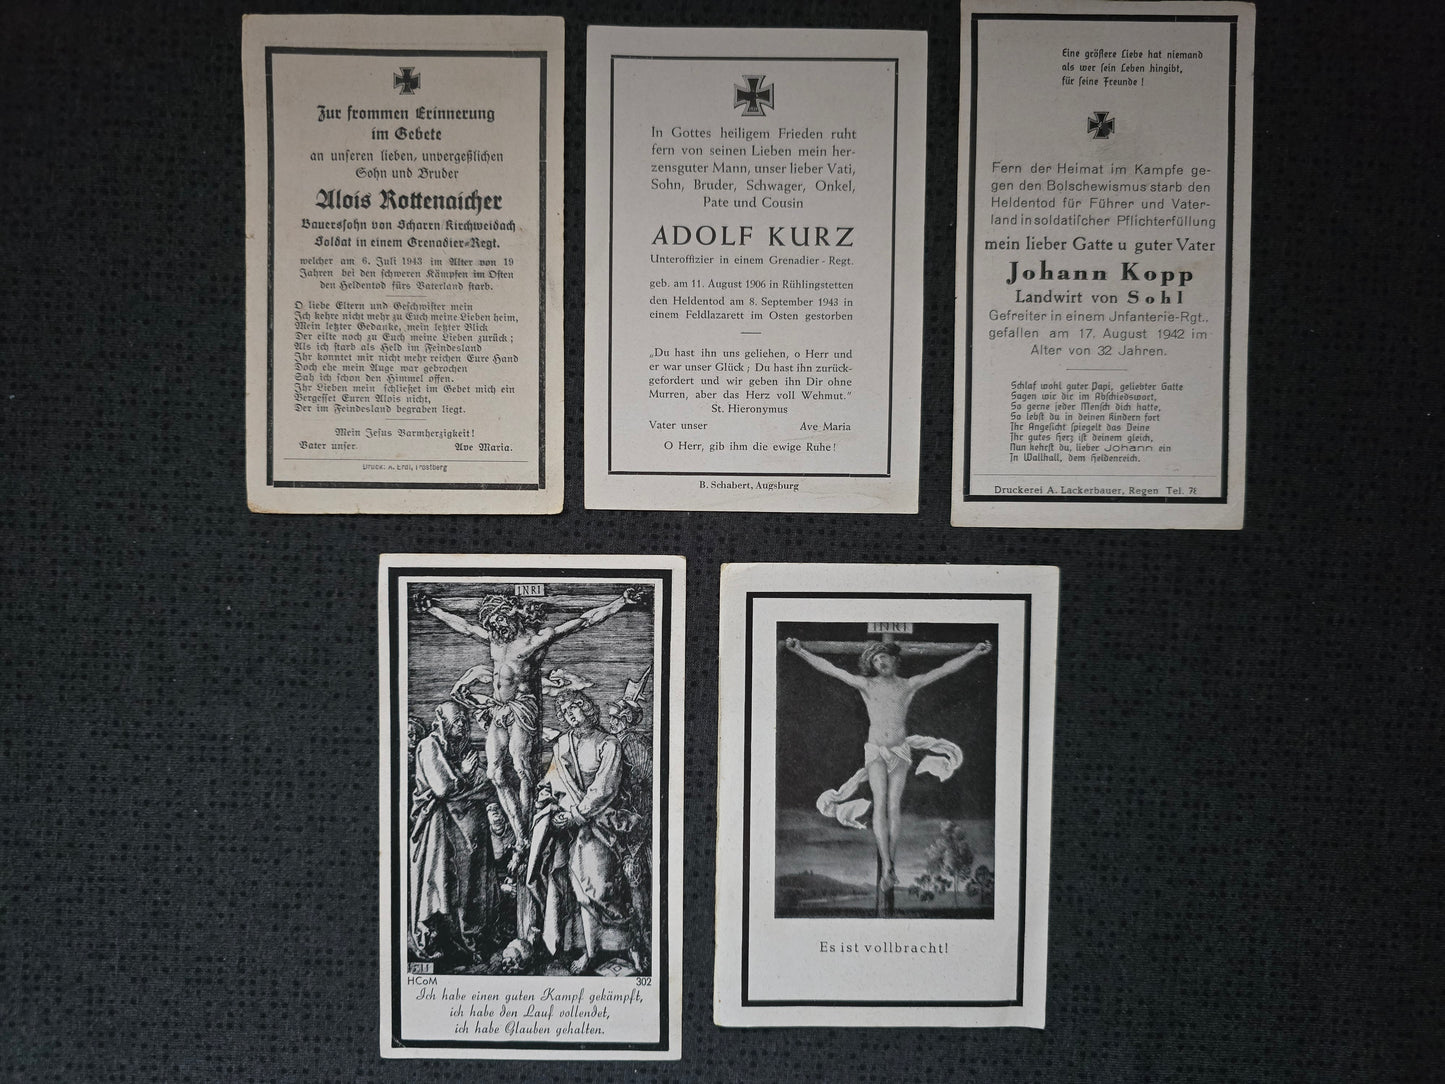 Zur frommen Erinnerung
im Gebete
an unseren lieben, unvergeßlichen
Sohn und Bruder
Alois Rottenaicher
Bauerssohn von Scharrn/Kirchweidach
Soldat in einem Grenadier-Regt.
welcher am 6. Juli 1943 im Alter von 19
Jahren bei den schweren Kämpfen im Osten
den Heldentod fürs Vaterland starb.
O liebe Eltern und Geschwister mein
Ich kehre nicht mehr zu Euch meine Lieben heim,
Mein letzter Gedanke, mein letzter Blick
Der eilte noch zu Euch meine Lieben zurück;
Als ich starb als Held im Feindesland
Ihr konntet mir nicht mehr reichen Eure Hand
Doch ehe mein Auge war gebrochen
Sah ich schon den Himmel offen.
Ihr Lieben mein schließet im Gebet mich ein
Vergesset Euren Alois nicht,
Der im Feindesland begraben liegt.
Mein Jesus Barmherzigkeit!
Vater unser. Ave Maria.
Druck: A. Erdl, Trostberg
In Gottes heiligem Frieden ruht
fern von seinen Lieben mein her-
zensguter Mann, unser lieber Vati,
Sohn, Bruder, Schwager, Onkel,
Pate und Cousin
ADOLF KURZ
Unteroffizier in einem Grenadier-Regt.
geb. am 11. August 1906 in Rühlingstetten
den Heldentod am 8. September 1943 in
einem Feldlazarett im Osten gestorben
„Du hast ihn uns geliehen, o Herr und
er war unser Glück; Du hast ihn zurück-
gefordert und wir geben ihn Dir ohne
Murren, aber das Herz voll Wehmut."
St. Hieronymus
Vater unser Ave Maria
O Herr, gib ihm die ewige Ruhe!
B. Schabert, Augsburg
Eine größere Liebe hat niemand
als wer sein Leben hingibt,
für seine Freunde!
Fern der Heimat im Kampfe ge-
gen den Bolschewismus starb den
Heldentod für Führer und Vater-
land in soldatischer Pflichterfüllung
mein lieber Gatte u guter Vater
Johann Kopp
Landwirt von Sohl
Gefreiter in einem Jnfanterie-Rgt.,
gefallen am 17. August 1942 im
Alter von 32 Jahren.
Schlaf wohl guter Papi, geliebter Gatte
Sagen wir dir im Abschiedswort,
So gerne jeder Mensch dich hatte,
So lebst du in deinen Kindern fort
Ihr Angesicht spiegelt das Deine
Ihr gutes Herz ist deinem gleich,
Nun kehrst du, lieber Johann ein
In Wallhall, dem Heldenreich.
Druckerei A. Lackerbauer, Regen Tel. 78
INRI
1511
HCoM 302
Ich habe einen guten Kampf gekämpft,
ich habe den Lauf vollendet,
ich habe Glauben gehalten.
INRI
Es ist vollbracht!